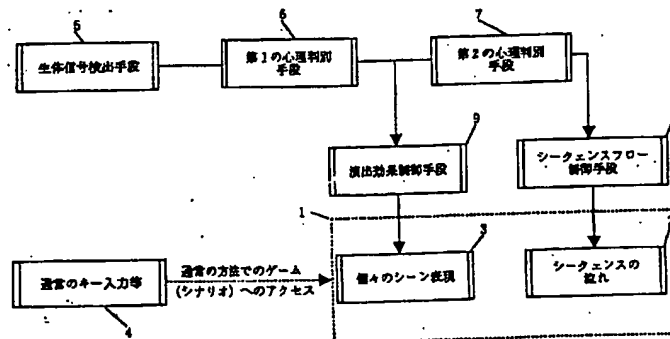 5
6
7
生体信号検出手段
第1の心理判別
手段
第2の心理判別
手段
9
演出効果制御手段
シークェンスフロー
制御手段
1
3
通常のキー入力等
通常の方法でのゲーム
(シナリオ)へのアクセス
個々のシーン表現
シークェンスの
流れ
4